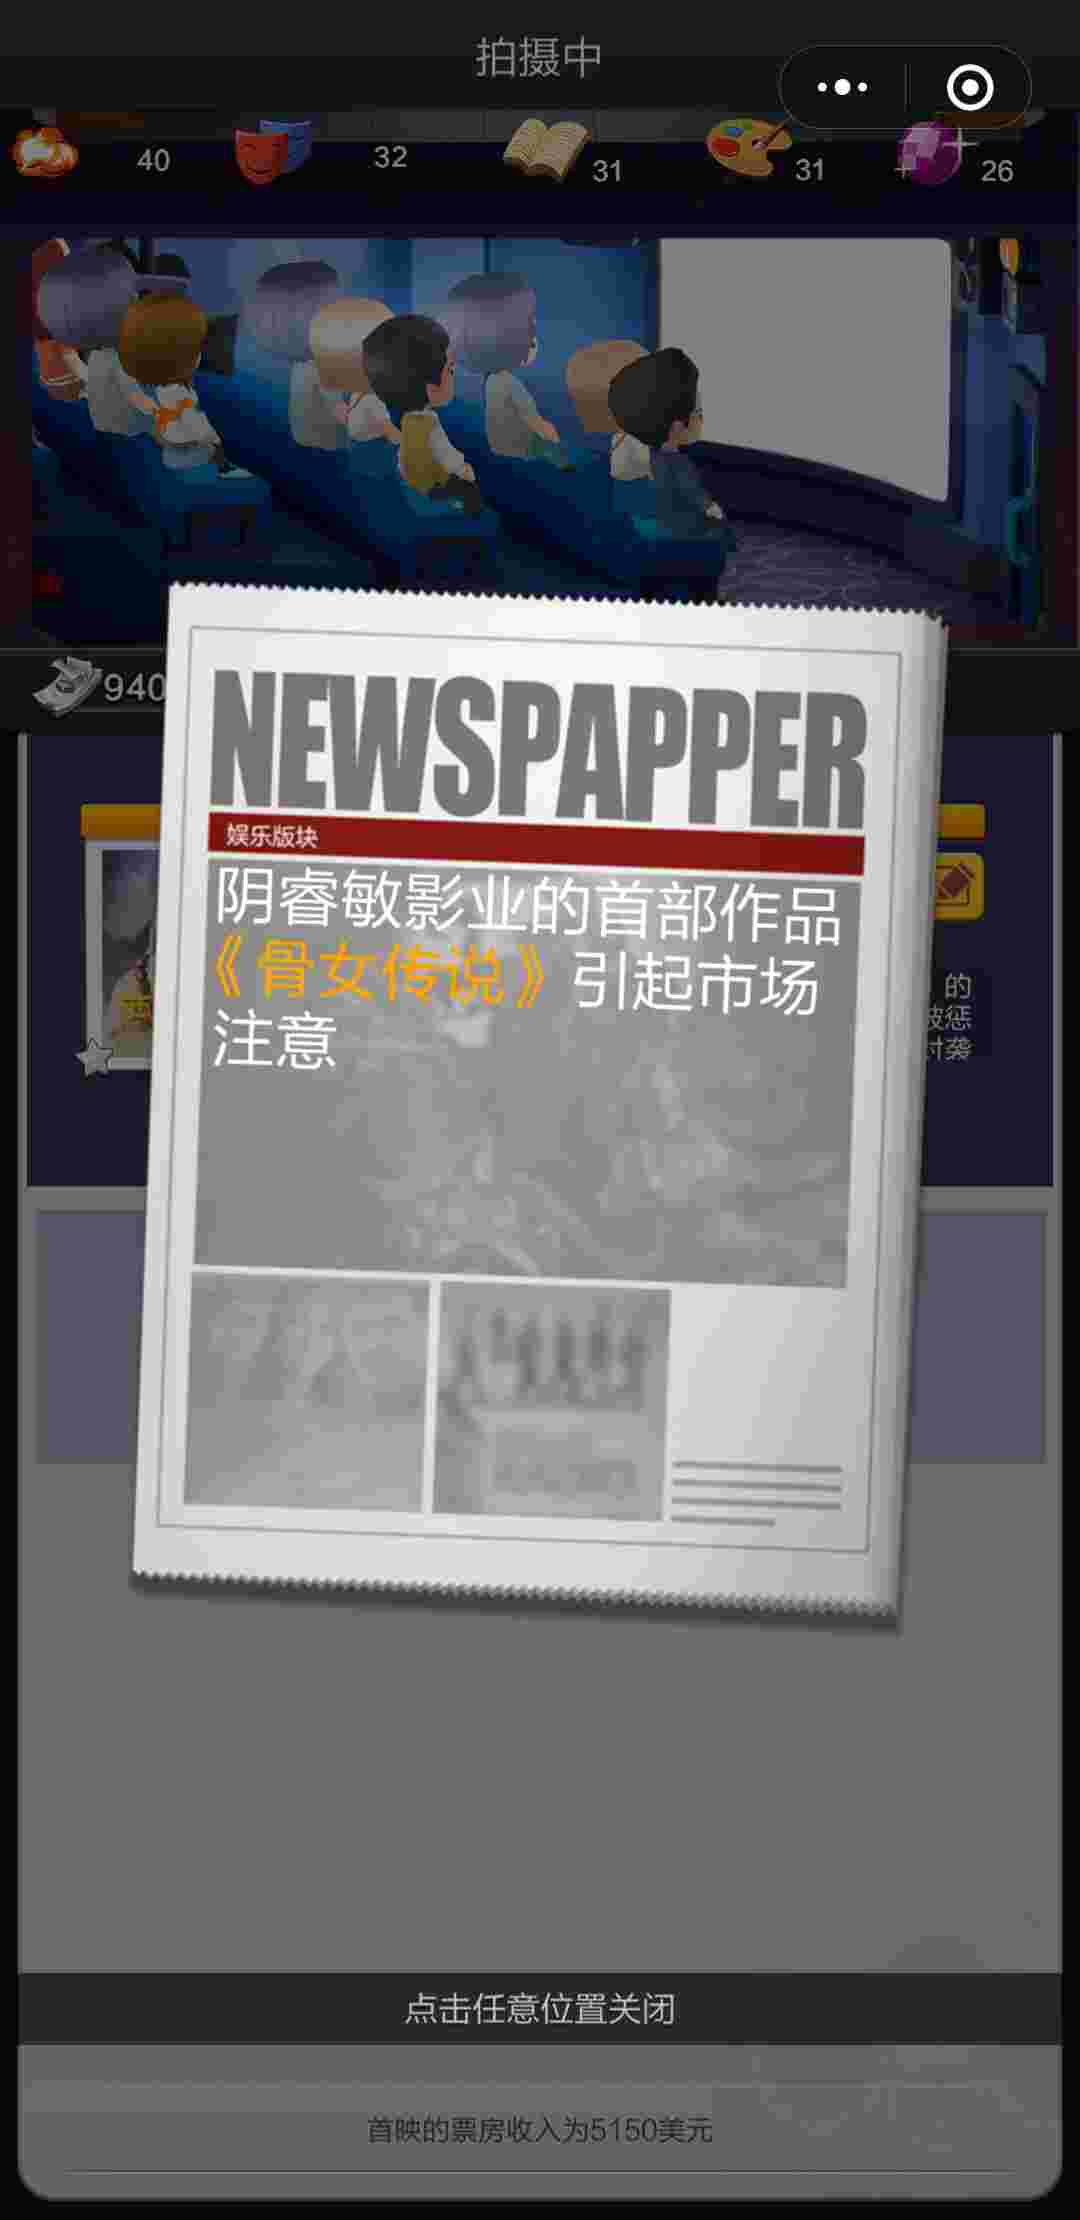 拍摄中
40
32
31
31
26
940
NEWSPAPPER
娱乐版块
阴睿敏影业的首部作品
《骨女传说》引起市场
注意
的
被惩
讨袭
点击任意位置关闭
首映的票房收入为5150美元